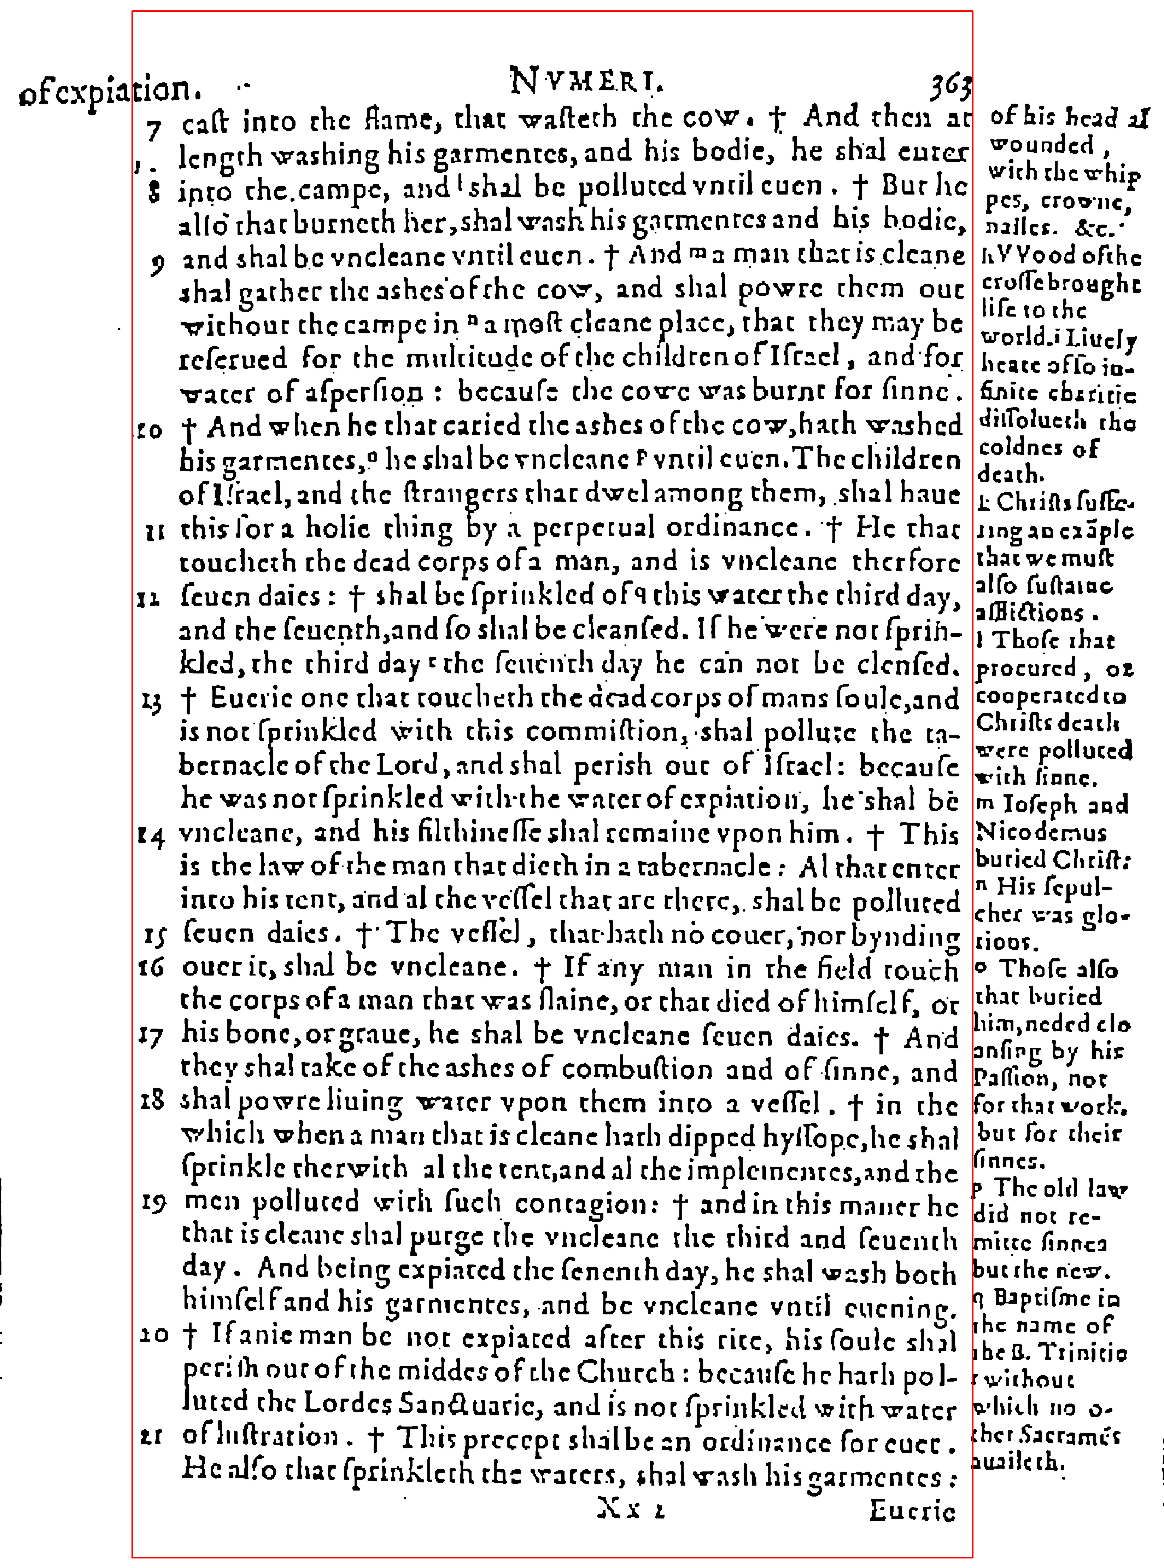 of expiation. NVMERI. 363
7 caſt into the flame, that waſteth the cow. † And then at
length washing his garmentes, and his bodie, he shal enter
8 into the campe, and l shal be polluted vntil euen. † But he
alſo that burneth her, shal wash his garmentes and his bodie,
9 and shal be vncleane vntil euen. † And m a man that is cleane
shal gather the ashes of the cow, and shal powre them out
without the campe in n a moſt cleane place, that they may be
reſerued for the multitude of the children of Iſrael, and for
water of aſperſion: becauſe the cowe was burnt for ſinne.
10 † And when he that caried the ashes of the cow, hath washed
his garmentes, o he shal be vncleane p vntil euen. The children
of Iſrael, and the ſtrangers that dwel among them, shal haue
11 this for a holie thing by a perpetual ordinance. † He that
toucheth the dead corps of a man, and is vncleane therfore
12 ſeuen daies: † shal be ſprinkled of q this water the third day,
and the ſeuenth, and ſo shal be cleanſed. If he were not ſprin-
kled, the third day r the ſeuenth day he can not be clenſed.
13 † Euerie one that toucheth the dead corps of mans ſoule, and
is not ſprinkled with this commiſtion, shal pollute the ta-
bernacle of the Lord, and shal perish out of Iſrael: becauſe
he was not ſprinkled with the water of expiation, he shal be
14 vncleane, and his filthineſſe shal remaine vpon him. † This
is the law of the man that dieth in a tabernacle: Al that enter
into his tent, and al the veſſel that are there, shal be polluted
15 ſeuen daies. † The veſſel, that hath no couer, nor bynding
16 ouer it, shal be vncleane. † If any man in the field touch
the corps of a man that was ſlaine, or that died of himſelf, or
17 his bone, or graue, he shal be vncleane ſeuen daies. † And
they shal take of the ashes of combuſtion and of ſinne, and
18 shal powre liuing water vpon them into a veſſel. † in the
which when a man that is cleane hath dipped hyſſope, he shal
ſprinkle therwith al the tent, and al the implementes, and the
19 men polluted with ſuch contagion: † and in this maner he
that is cleane shal purge the vncleane the third and ſeuenth
day. And being expiated the ſenenth day, he shal wash both
himſelf and his garmentes, and be vncleane vntil euening.
20 † If anie man be not expiated after this rite, his ſoule shal
periſh out of the middes of the Church: becauſe he hath pol-
luted the Lordes Sanctuarie, and is not ſprinkled with water
21 of luſtration. † This precept shal be an ordinance for euer.
He alſo that ſprinkleth the waters, shal wash his garmentes:
Xx 2 Euerie
of his head al
wounded,
with the whip
pes, crowne,
nailes. &c.
h VVood of the
croſſe brought
life to the
world. i Liuely
heate alſo in-
finite charitie
diſſolueth the
coldnes of
death.
k Chriſts ſuffe-
ring an exãple
that we muſt
alſo ſuſtaine
afflictions.
l Thoſe that
procured, or
cooperated to
Chriſts death
were polluted
with ſinne.
m Ioſeph and
Nicodemus
buried Chriſt:
n His ſepul-
cher was glo-
rious.
o Thoſe alſo
that buried
him, neded cle
anſing by his
Paſſion, not
for that work,
but for their
ſinnes.
p The old law
did not re-
mitte ſinnes
but the new.
q Baptiſme in
the name of
the B. Trinitie
r without
which no o-
ther Sacramẽts
auaileth.